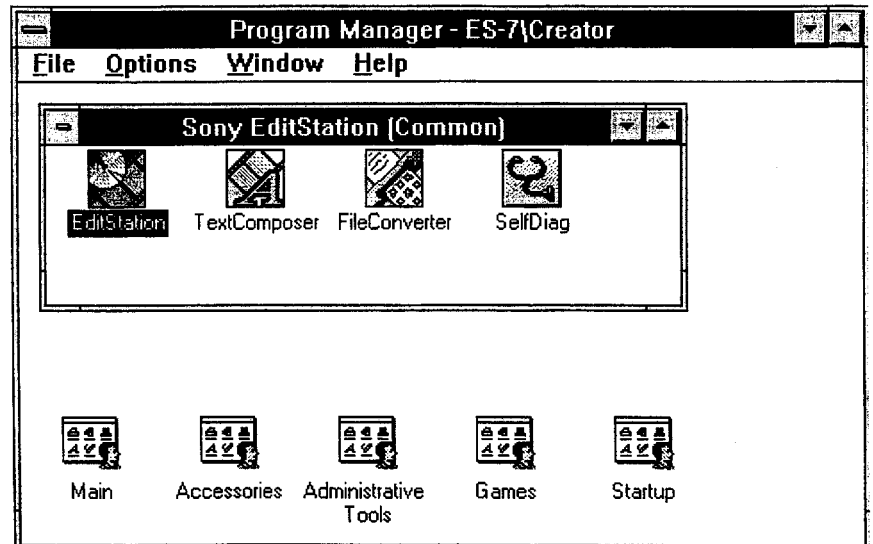 Program Manager - ES-7\Creator
File Options Window Help
Sony EditStation (Common)
EditStation TextComposer FileConverter SelfDiag
Main Accessories Administrative Tools Games Startup